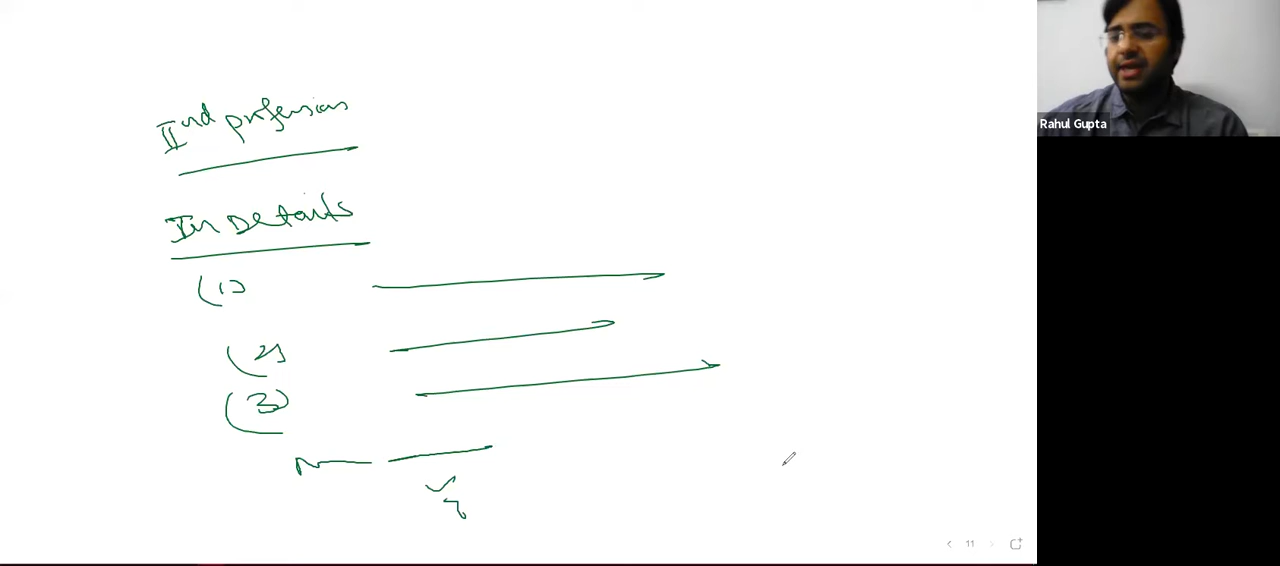 IInd profession
In Details
(1)
(2)
(3)
Rahul Gupta
11